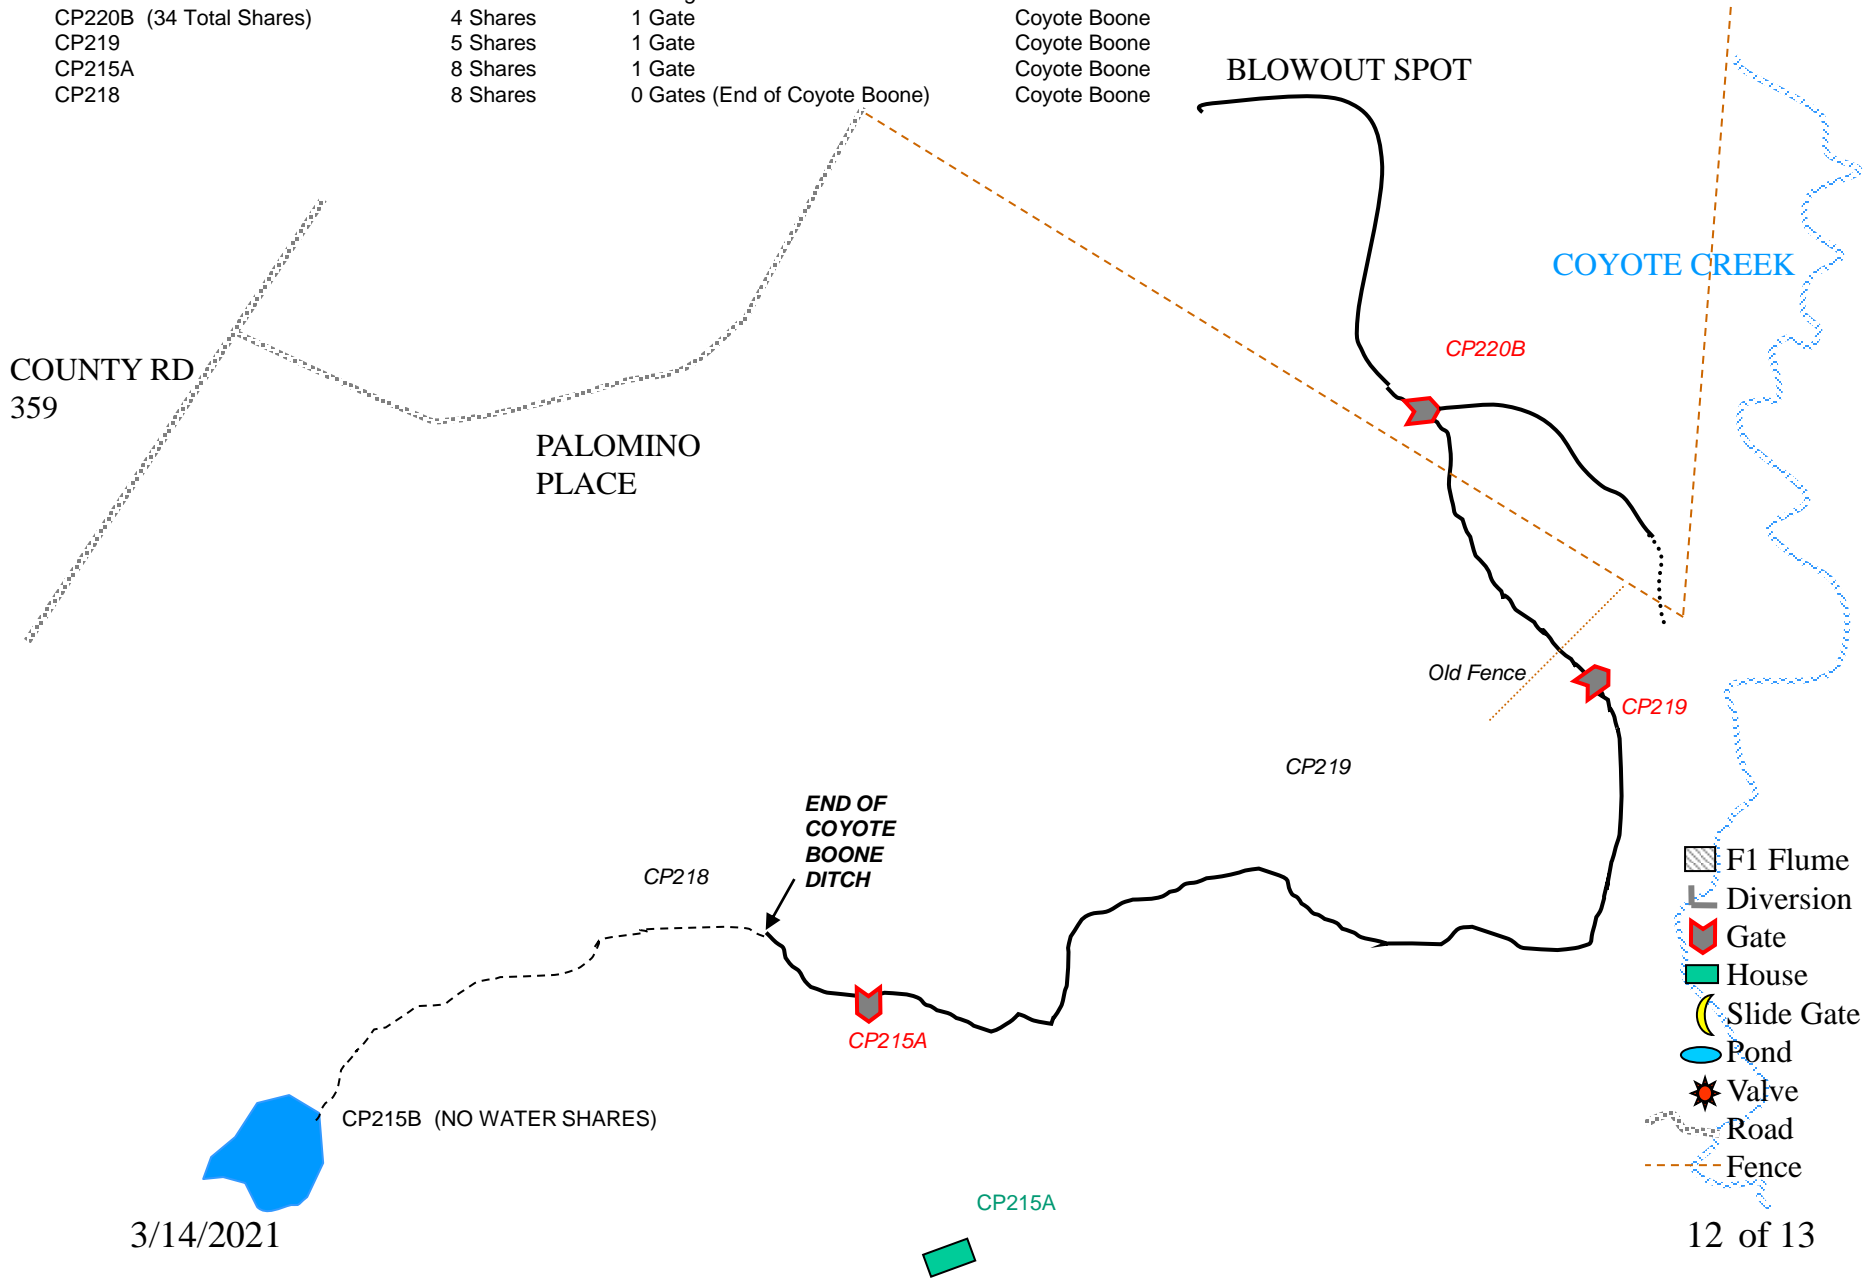 CP220B (34 Total Shares) 4 Shares 1 Gate Coyote Boone
CP219 5 Shares 1 Gate Coyote Boone
CP215A 8 Shares 1 Gate Coyote Boone
CP218 8 Shares 0 Gates (End of Coyote Boone) Coyote Boone
BLOWOUT SPOT
COYOTE CREEK
CP220B
COUNTY RD
359
PALOMINO
PLACE
Old Fence
CP219
CP219
END OF
COYOTE
BOONE
DITCH
CP218
CP215A
CP215B (NO WATER SHARES)
CP215A
F1 Flume
Diversion
Gate
House
Slide Gate
Pond
Valve
Road
Fence
3/14/2021
12 of 13